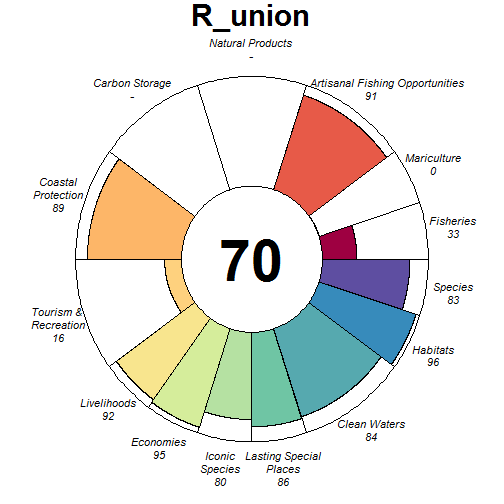 R_union
Natural Products
-
Artisanal Fishing Opportunities
91
Carbon Storage
-
Mariculture
0
Coastal
Protection
89
Fisheries
33
70
Species
83
Tourism &
Recreation
16
Habitats
96
Livelihoods
92
Clean Waters
84
Economies
95
Iconic
Species
80
Lasting Special
Places
86